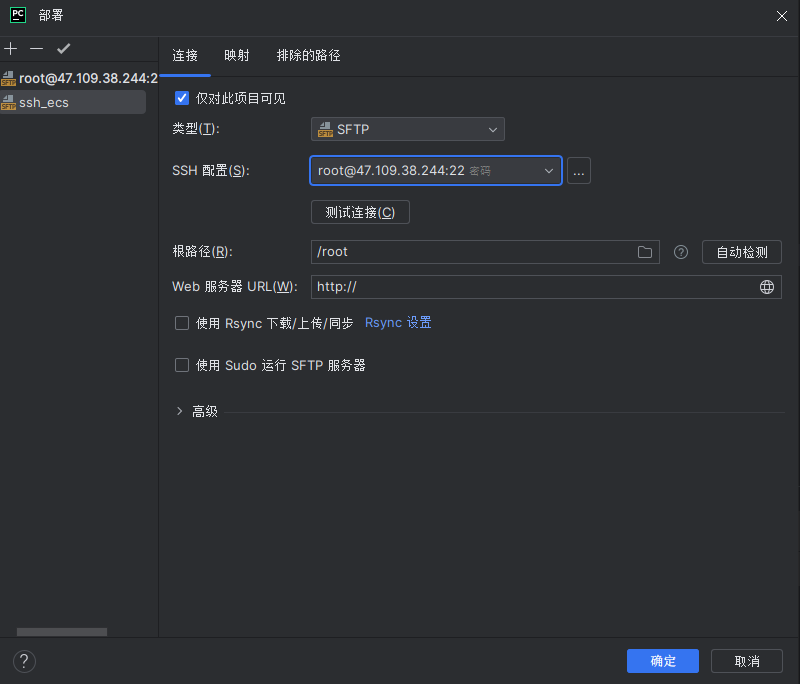 PC 部署
root@47.109.38.244:2
ssh_ecs
连接 映射 排除的路径
仅对此项目可见
类型(T): SFTP
SSH 配置(S): root@47.109.38.244:22 密码 ...
测试连接(C)
根路径(R): /root ? 自动检测
Web 服务器 URL(W): http://
使用 Rsync 下载/上传/同步 Rsync 设置
使用 Sudo 运行 SFTP 服务器
高级
? 确定 取消